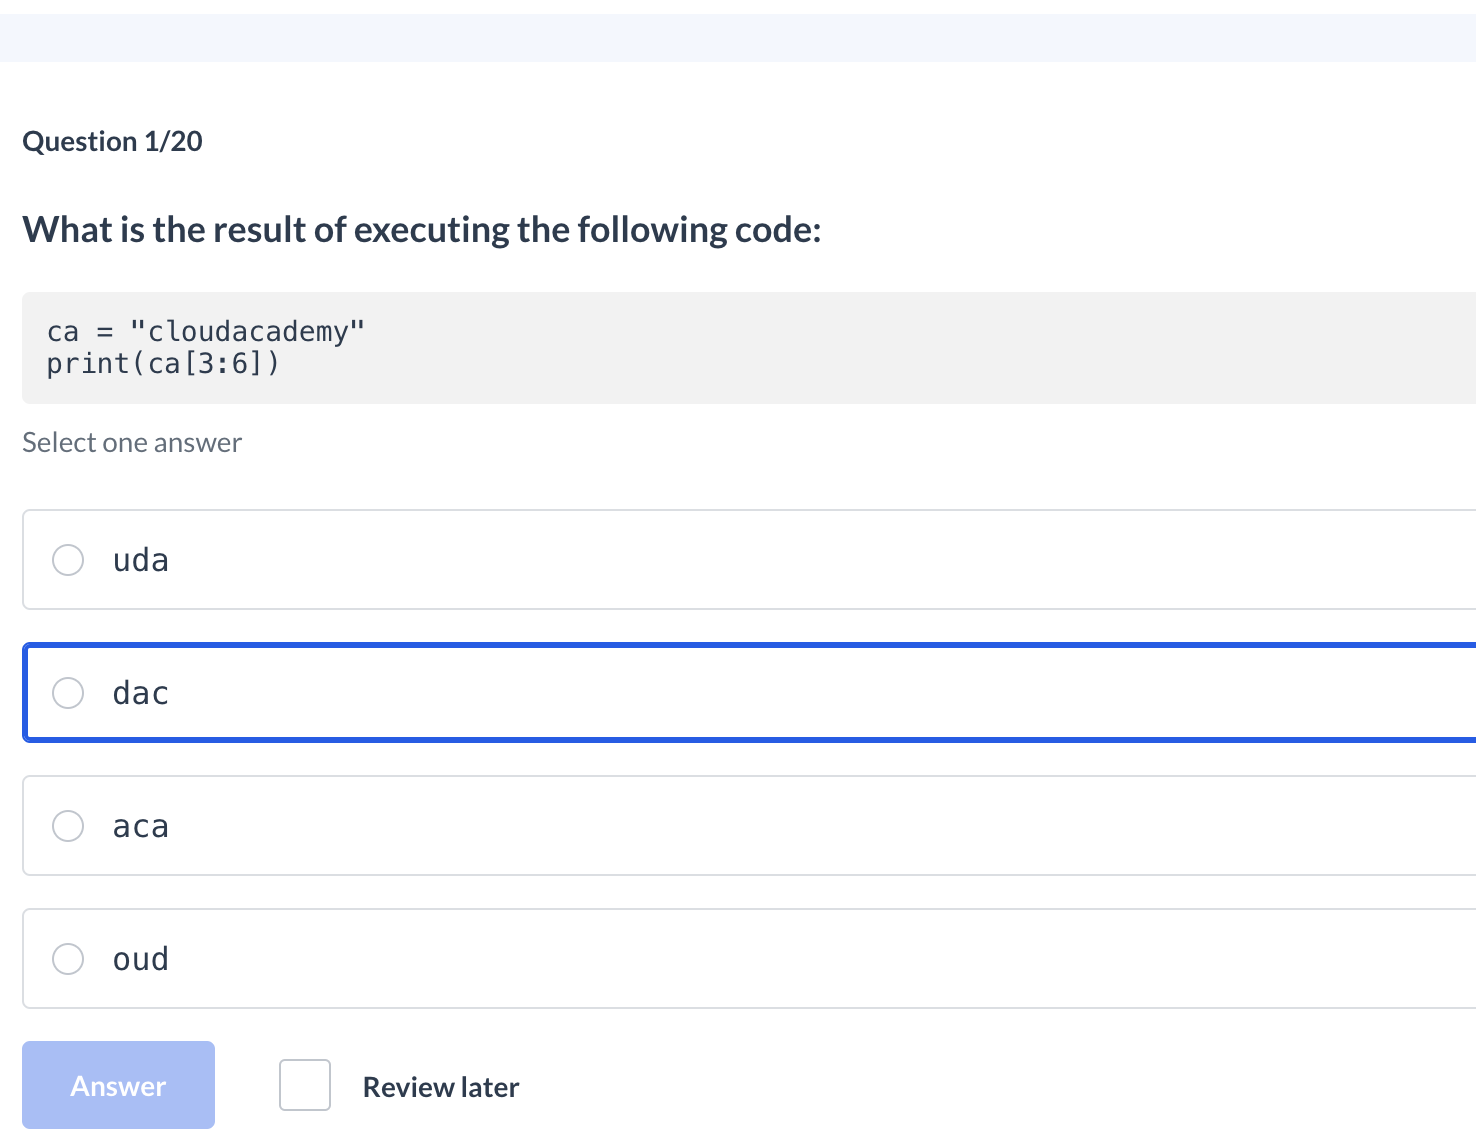 Question 1/20
What is the result of executing the following code:
ca = "cloudacademy"
print(ca[3:6])
Select one answer
uda
dac
aca
oud
Answer
Review later